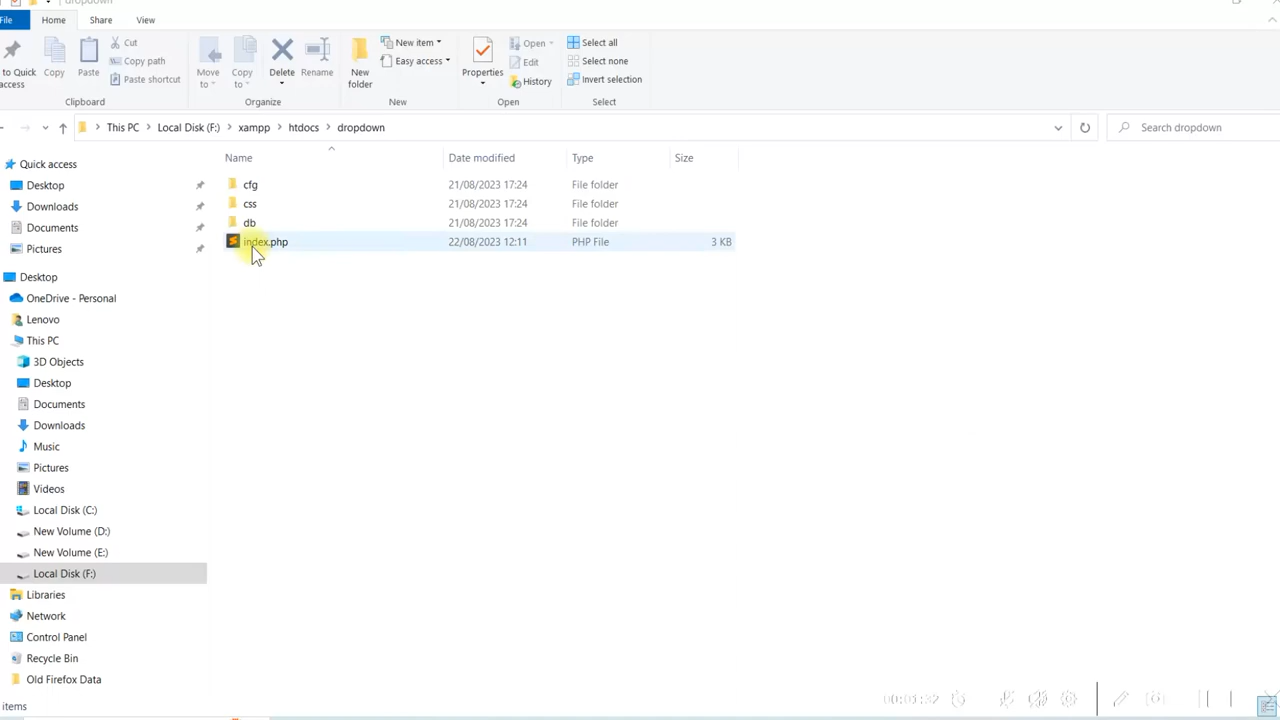 dropdown
File Home Share View
to Quick access
Copy
Paste
Cut
Copy path
Paste shortcut
Clipboard
Move to
Copy to
Delete
Rename
Organize
New folder
New item
Easy access
New
Properties
Open
Edit
History
Open
Select all
Select none
Invert selection
Select
This PC Local Disk (F:) xampp htdocs dropdown
Search dropdown
Name Date modified Type Size
cfg 21/08/2023 17:24 File folder
css 21/08/2023 17:24 File folder
db 21/08/2023 17:24 File folder
index.php 22/08/2023 12:11 PHP File 3 KB
Quick access
Desktop
Downloads
Documents
Pictures
Desktop
OneDrive - Personal
Lenovo
This PC
3D Objects
Desktop
Documents
Downloads
Music
Pictures
Videos
Local Disk (C:)
New Volume (D:)
New Volume (E:)
Local Disk (F:)
Libraries
Network
Control Panel
Recycle Bin
Old Firefox Data
items
00:01:32